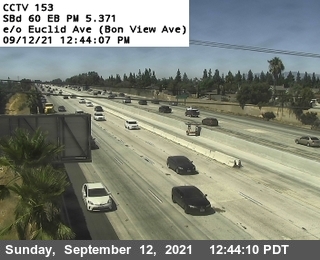 CCTV 153
SBd 60 EB PM 5.371
e/o Euclid Ave (Bon View Ave)
09/12/21 12:44:07 PM
Sunday, September 12, 2021 12:44:10 PDT